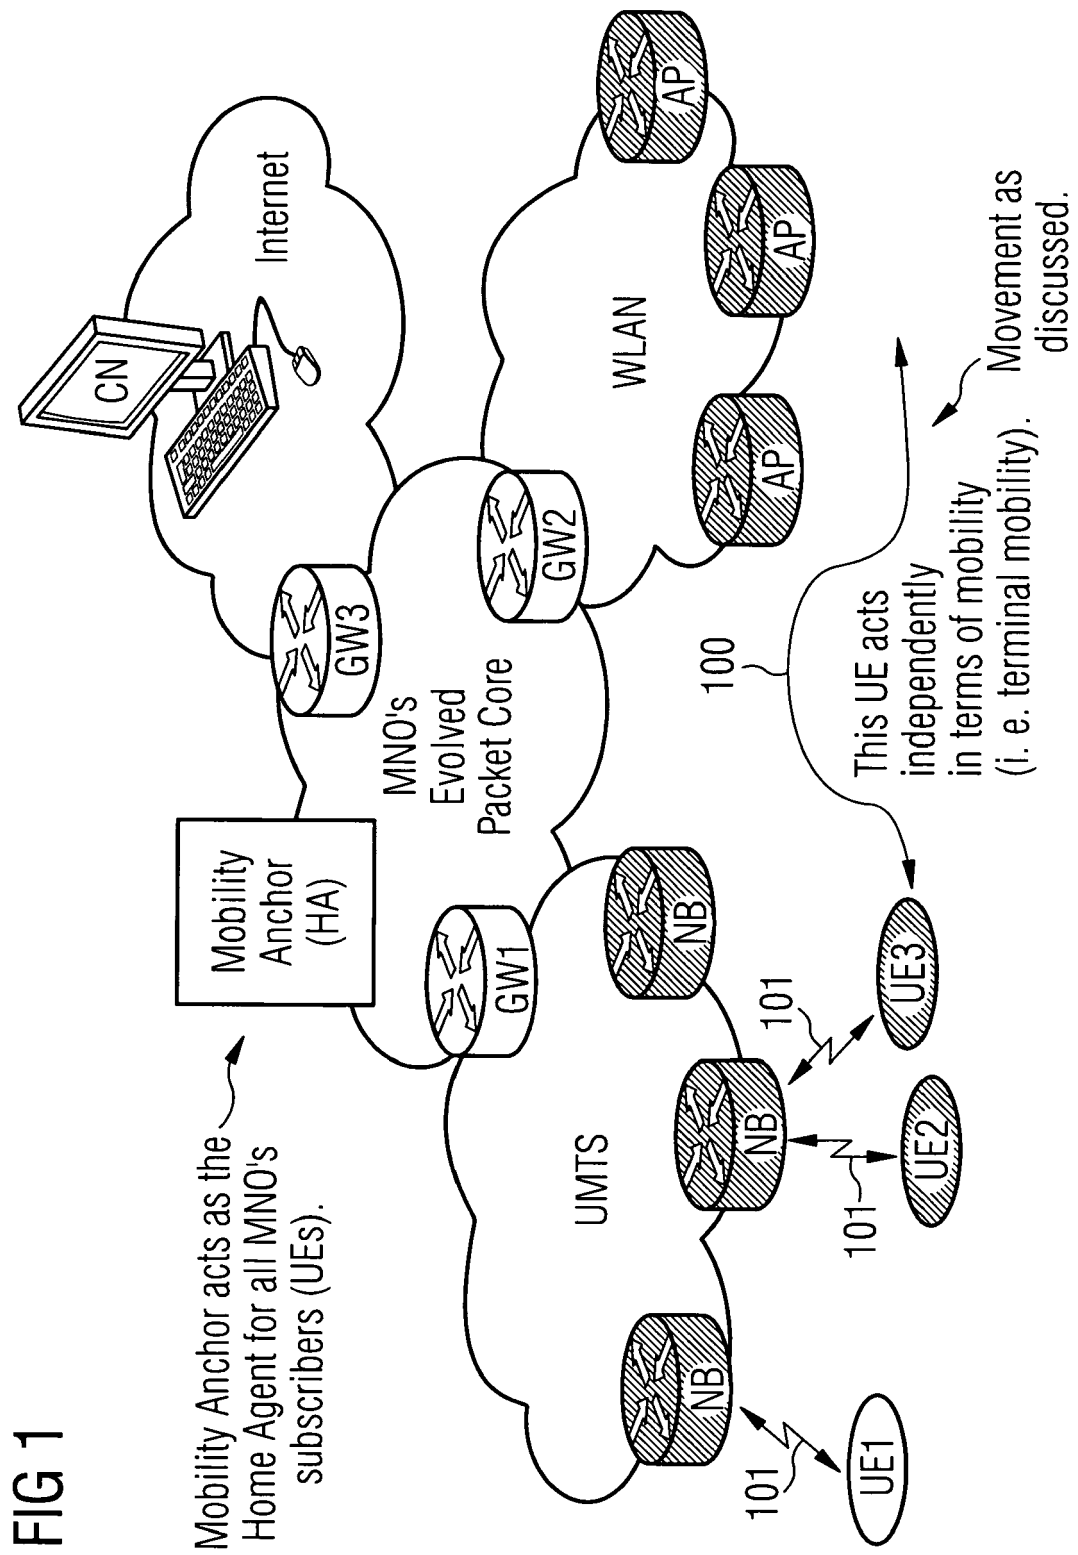 FIG 1
Mobility Anchor acts as the
Home Agent for all MNO's
subscribers (UEs).
Mobility
Anchor
(HA)
CN
Internet
GW3
MNO's
Evolved
Packet Core
GW1
GW2
UMTS
WLAN
NB
NB
NB
AP
AP
AP
101
101
101
UE1
UE2
UE3
100
This UE acts
independently
in terms of mobility
(i. e. terminal mobility).
Movement as
discussed.